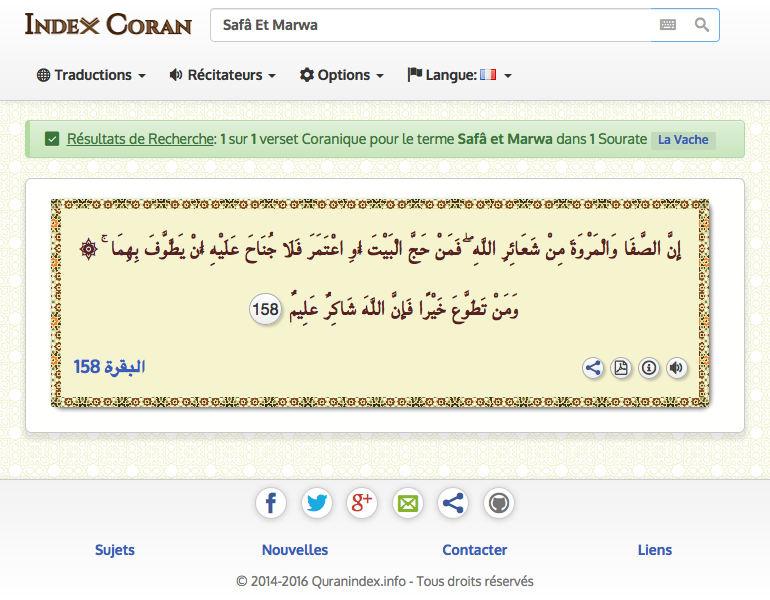 INDEX CORAN
Safâ Et Marwa
Traductions
Récitateurs
Options
Langue:
Résultats de Recherche: 1 sur 1 verset Coranique pour le terme Safâ et Marwa dans 1 Sourate La Vache
إِنَّ الصَّفَا وَالْمَرْوَةَ مِنْ شَعَائِرِ اللَّهِ ۖ فَمَنْ حَجَّ الْبَيْتَ أَوِ اعْتَمَرَ فَلَا جُنَاحَ عَلَيْهِ أَنْ يَطَّوَّفَ بِهِمَا ۚ ۞
وَمَنْ تَطَوَّعَ خَيْرًا فَإِنَّ اللَّهَ شَاكِرٌ عَلِيمٌ 158
البقرة 158
Sujets
Nouvelles
Contacter
Liens
© 2014-2016 Quranindex.info - Tous droits réservés